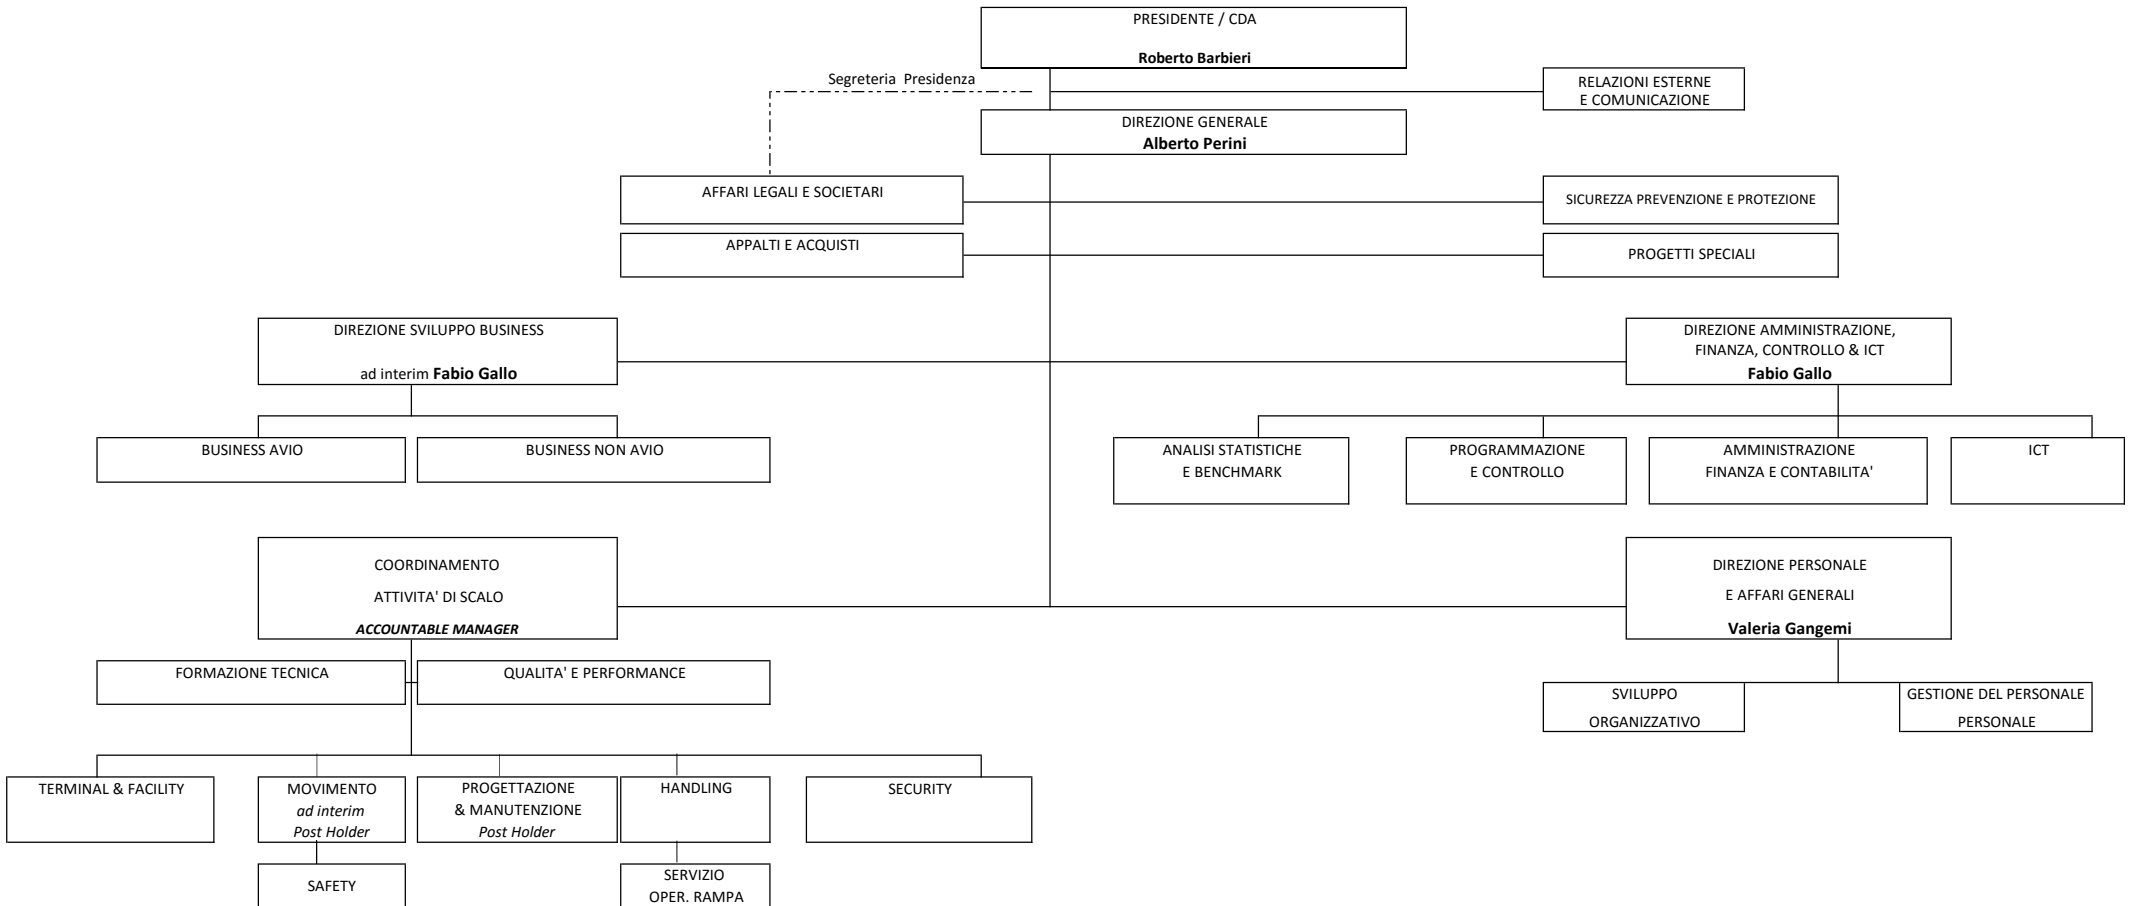 PRESIDENTE / CDA
Roberto Barbieri
Segreteria Presidenza
RELAZIONI ESTERNE
E COMUNICAZIONE
DIREZIONE GENERALE
Alberto Perini
AFFARI LEGALI E SOCIETARI
SICUREZZA PREVENZIONE E PROTEZIONE
APPALTI E ACQUISTI
PROGETTI SPECIALI
DIREZIONE SVILUPPO BUSINESS
ad interim Fabio Gallo
DIREZIONE AMMINISTRAZIONE,
FINANZA, CONTROLLO & ICT
Fabio Gallo
BUSINESS AVIO
BUSINESS NON AVIO
ANALISI STATISTICHE
E BENCHMARK
PROGRAMMAZIONE
E CONTROLLO
AMMINISTRAZIONE
FINANZA E CONTABILITA'
ICT
COORDINAMENTO
ATTIVITA' DI SCALO
ACCOUNTABLE MANAGER
DIREZIONE PERSONALE
E AFFARI GENERALI
Valeria Gangemi
FORMAZIONE TECNICA
QUALITA' E PERFORMANCE
SVILUPPO
ORGANIZZATIVO
GESTIONE DEL PERSONALE
PERSONALE
TERMINAL & FACILITY
MOVIMENTO
ad interim
Post Holder
PROGETTAZIONE
& MANUTENZIONE
Post Holder
HANDLING
SECURITY
SAFETY
SERVIZIO
OPER. RAMPA